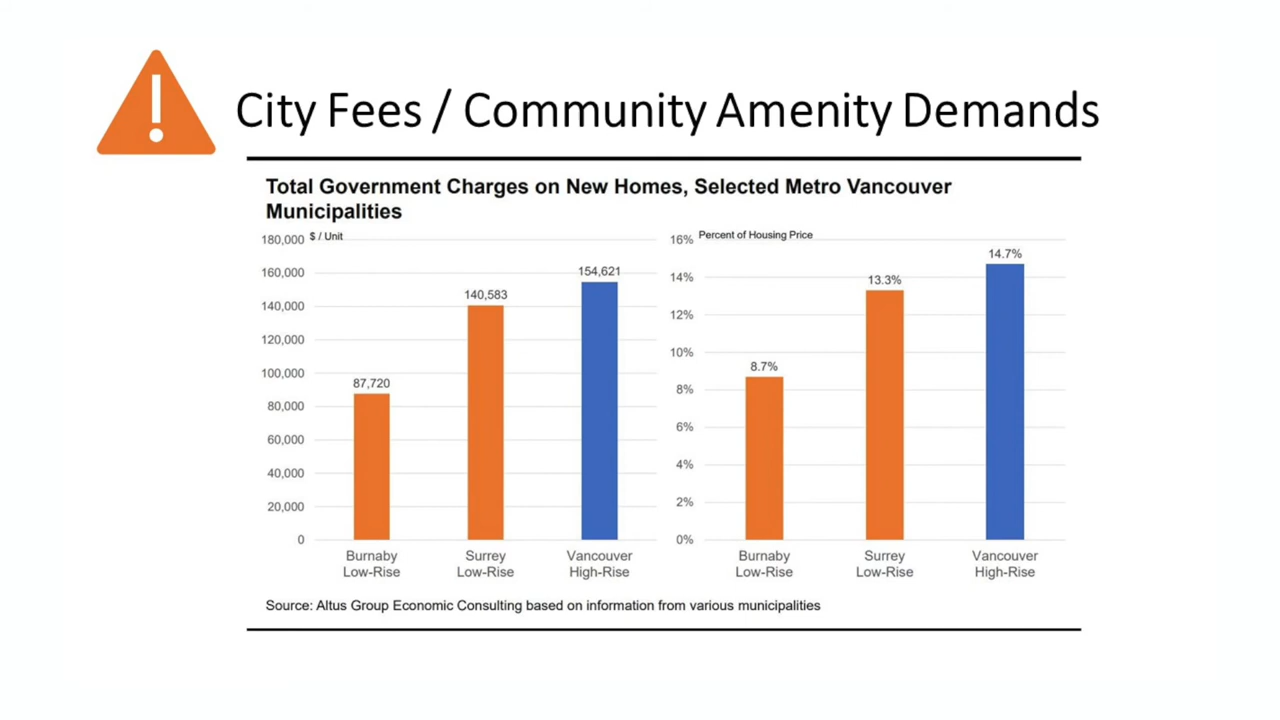 !
City Fees / Community Amenity Demands
Total Government Charges on New Homes, Selected Metro Vancouver
Municipalities
$ / Unit
180,000
160,000
140,000
120,000
100,000
80,000
60,000
40,000
20,000
0
87,720
140,583
154,621
Burnaby
Low-Rise
Surrey
Low-Rise
Vancouver
High-Rise
Percent of Housing Price
16%
14%
12%
10%
8%
6%
4%
2%
0%
8.7%
13.3%
14.7%
Burnaby
Low-Rise
Surrey
Low-Rise
Vancouver
High-Rise
Source: Altus Group Economic Consulting based on information from various municipalities